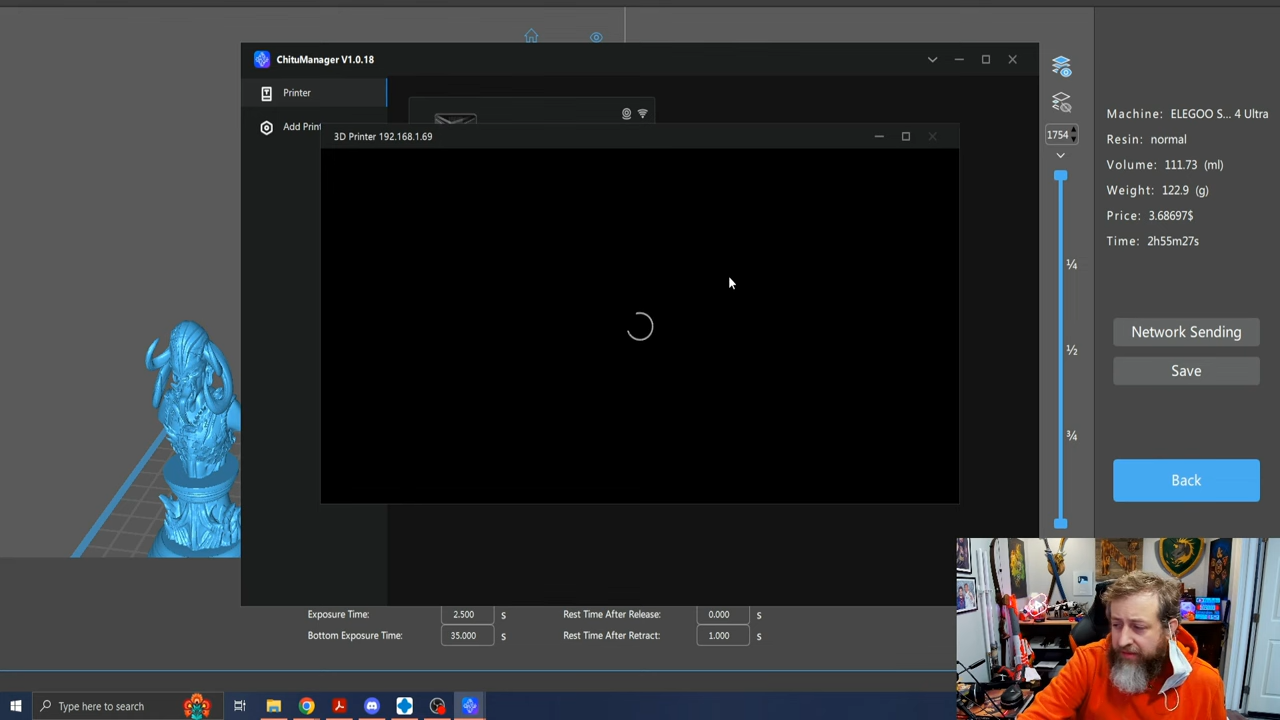 ChituManager V1.0.18
Printer
Add Print
3D Printer 192.168.1.69
1754
Machine: ELEGOO S... 4 Ultra
Resin: normal
Volume: 111.73 (ml)
Weight: 122.9 (g)
Price: 3.68697$
Time: 2h55m27s
¼
½
¾
Network Sending
Save
Back
Exposure Time: 2.500 s Rest Time After Release: 0.000 s
Bottom Exposure Time: 35.000 s Rest Time After Retract: 1.000 s
Type here to search